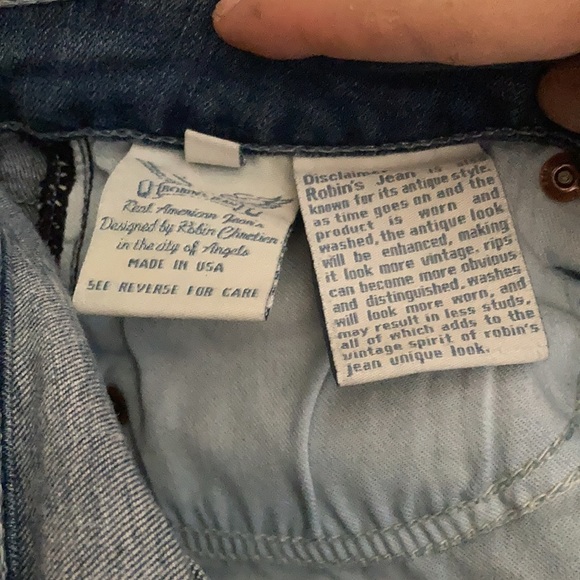 ROBIN'S JEAN
Real American Jean's
Designed by Robin Chretien
in the city of Angels
MADE IN USA
SEE REVERSE FOR CARE
Robin's Jean is also
known for its antique style.
as time goes on and the
product is worn and
washed, the antique look
will be enhanced, making
it look more vintage. rips
can become more obvious
and distinguished, washes
will look more worn, and
may result in less studs,
all of which adds to the
vintage spirit of robin's
jean unique look.